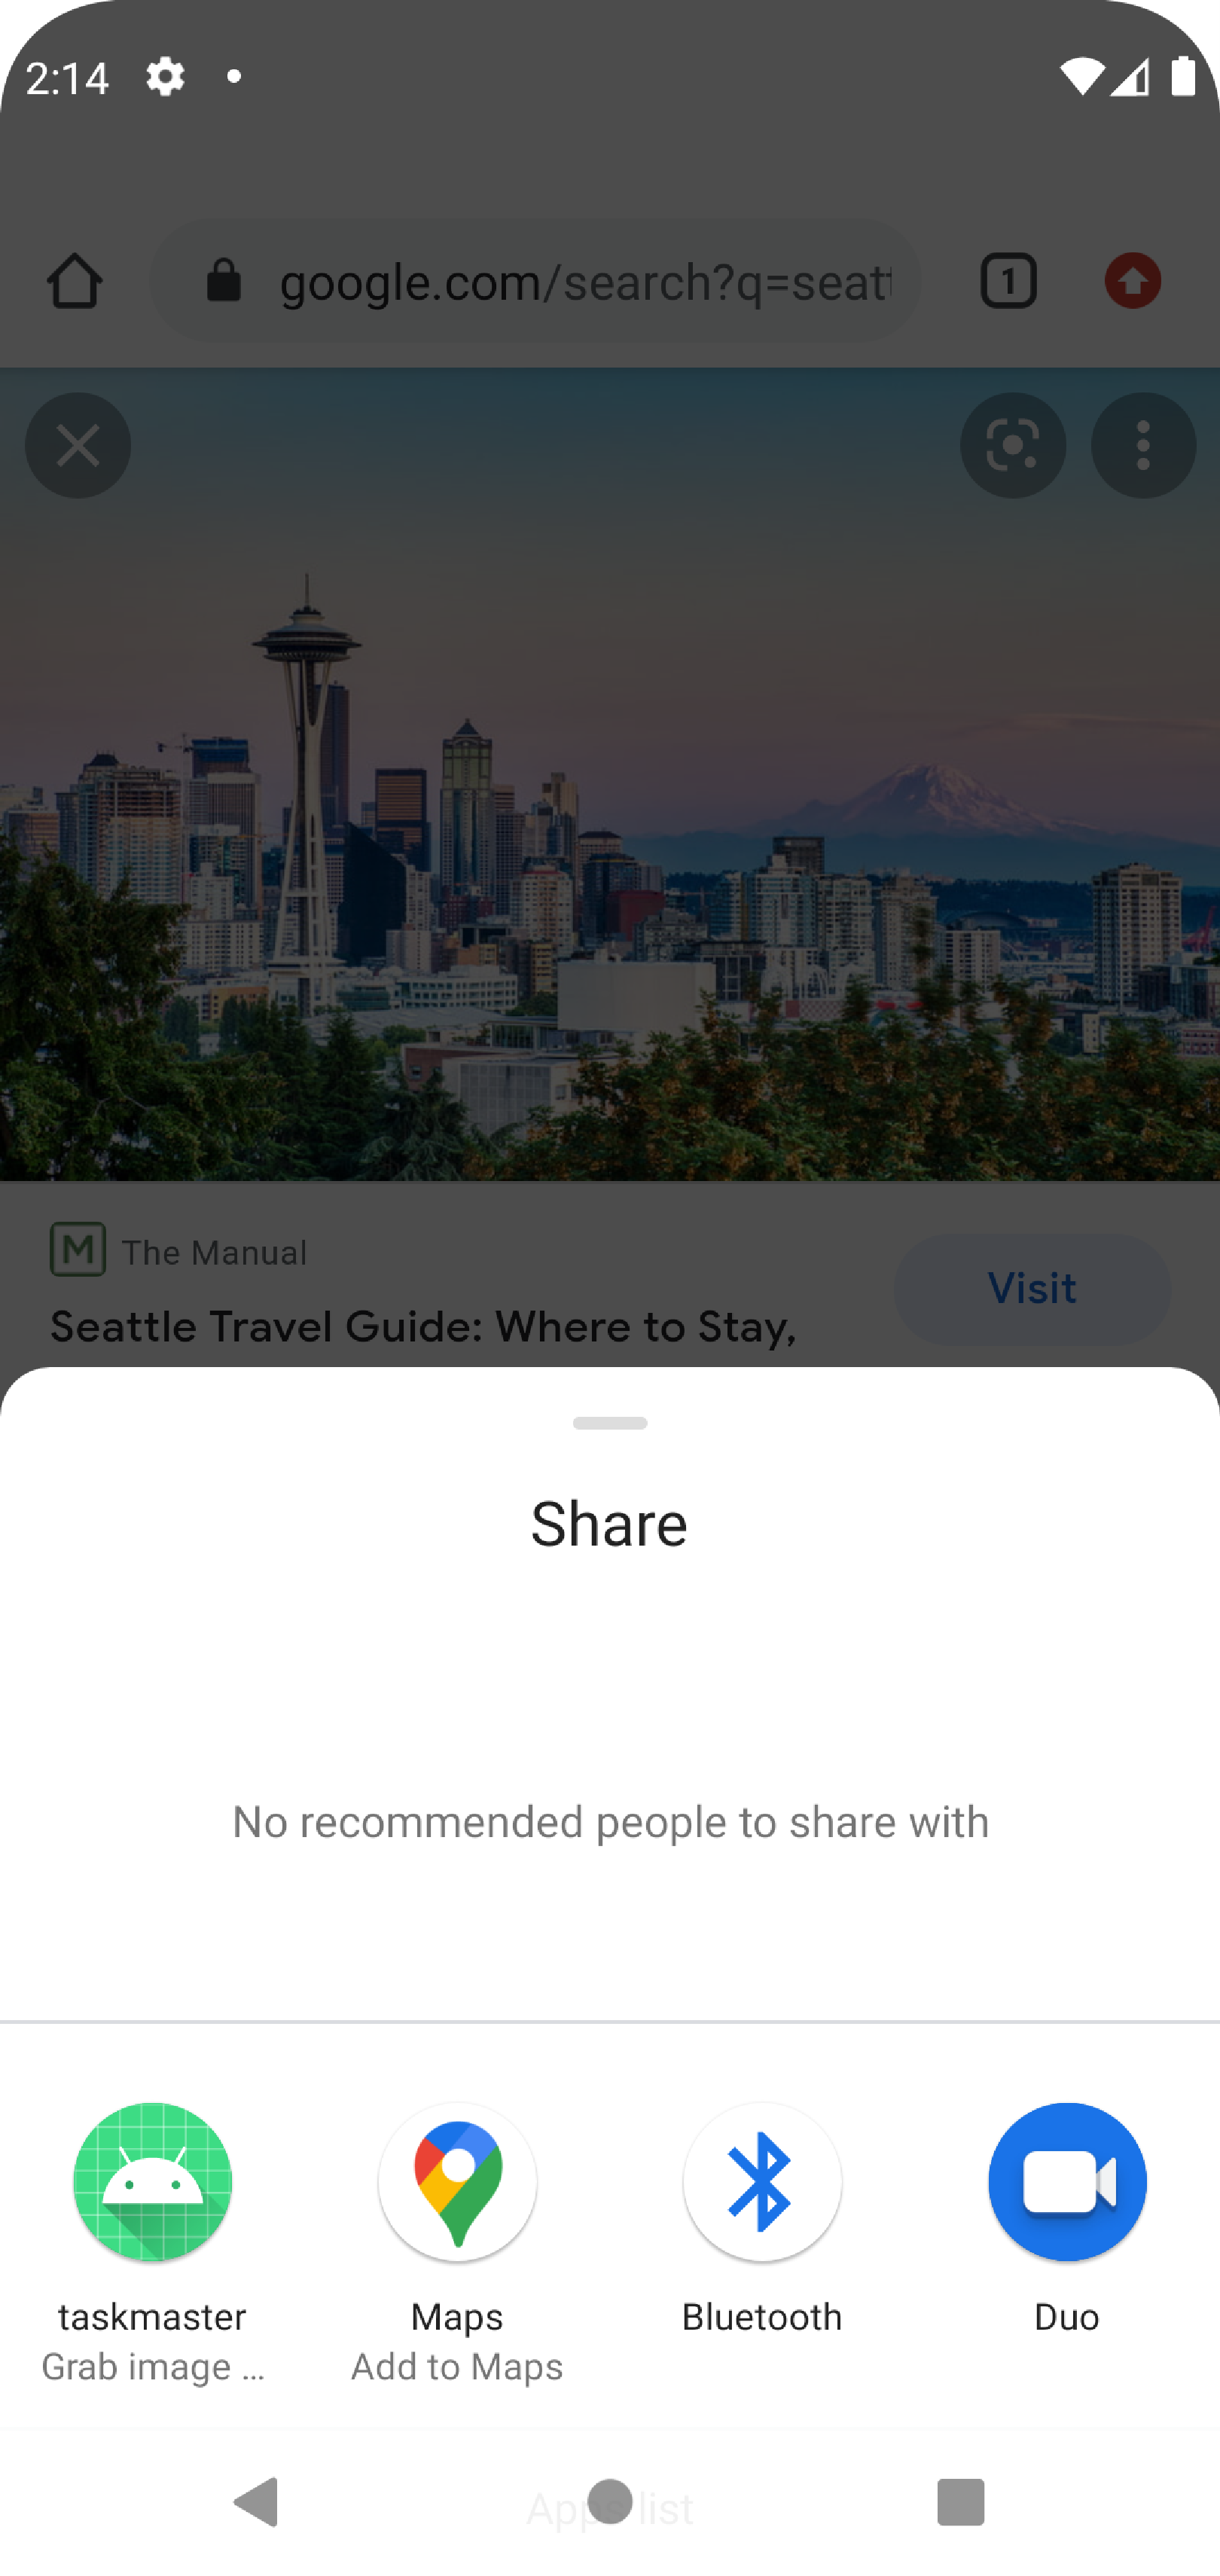 2:14
google.com/search?q=seatt
1
M The Manual
Visit
Seattle Travel Guide: Where to Stay,
Share
No recommended people to share with
taskmaster
Grab image ...
Maps
Add to Maps
Bluetooth
Duo
Apps list